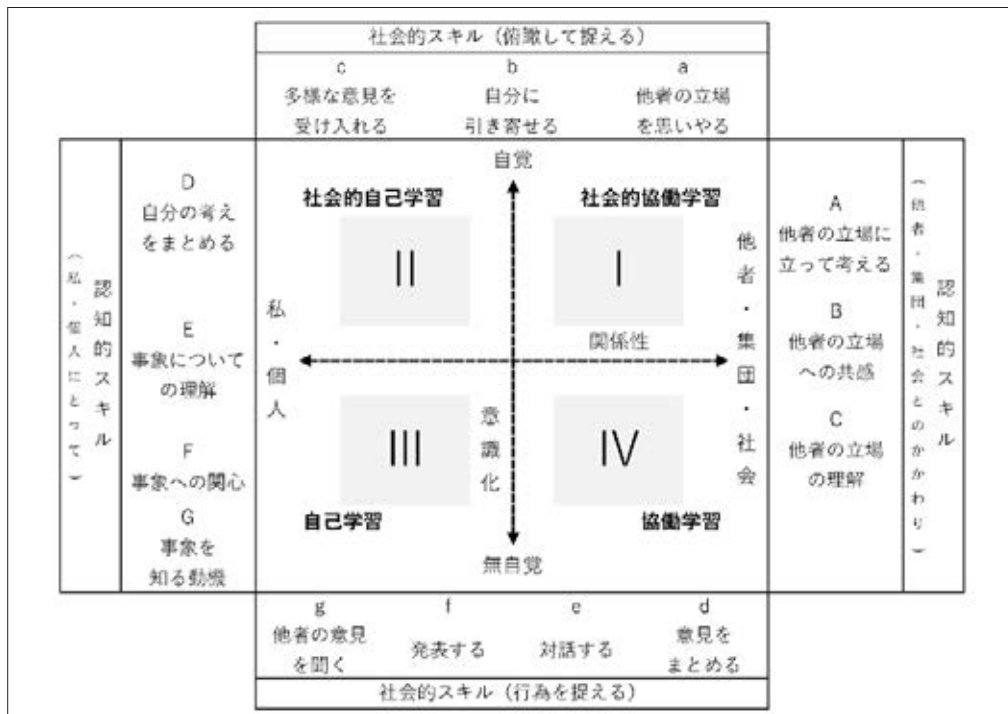 社会的スキル（俯瞰して捉える）
c
多様な意見を
受け入れる
b
自分に
引き寄せる
a
他者の立場
を思いやる
認知的スキル
（私・個人にとって）
D
自分の考え
をまとめる
E
事象について
の理解
F
事象への関心
G
事象を
知る動機
自覚
社会的自己学習
II
社会的協働学習
I
私・個人
関係性
他者・集団・社会
意識化
III
自己学習
IV
協働学習
無自覚
A
他者の立場に
立って考える
B
他者の立場
への共感
C
他者の立場
の理解
（他者・集団・社会とのかかわり）
認知的スキル
g
他者の意見
を聞く
f
発表する
e
対話する
d
意見を
まとめる
社会的スキル（行為を捉える）